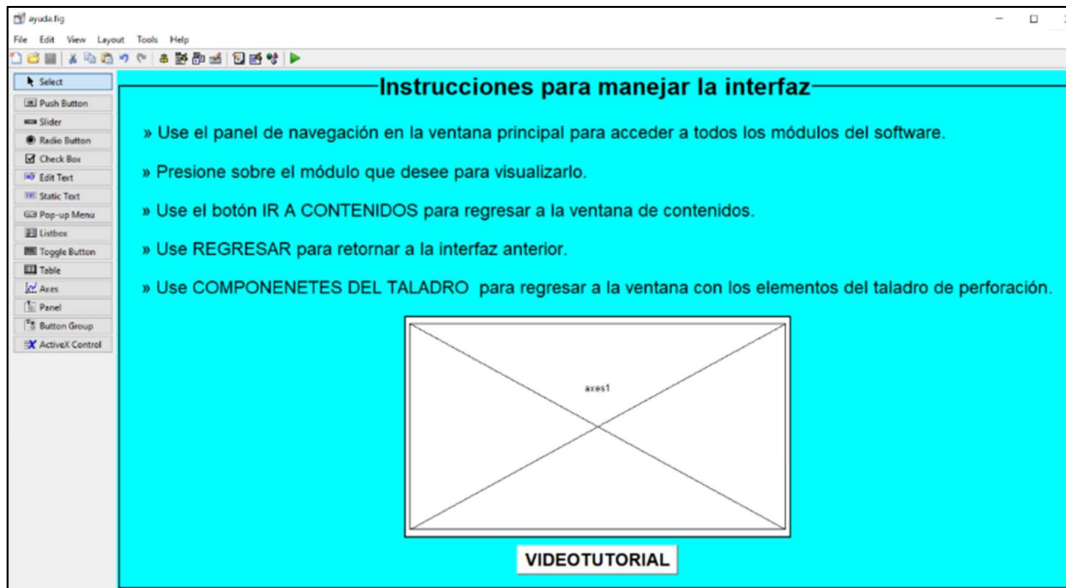 ayuda.fig
File Edit View Layout Tools Help
Select
Push Button
Slider
Radio Button
Check Box
Edit Text
Static Text
Pop-up Menu
Listbox
Toggle Button
Table
Axes
Panel
Button Group
ActiveX Control
Instrucciones para manejar la interfaz
» Use el panel de navegación en la ventana principal para acceder a todos los módulos del software.
» Presione sobre el módulo que desee para visualizarlo.
» Use el botón IR A CONTENIDOS para regresar a la ventana de contenidos.
» Use REGRESAR para retornar a la interfaz anterior.
» Use COMPONENETES DEL TALADRO para regresar a la ventana con los elementos del taladro de perforación.
axes1
VIDEOTUTORIAL